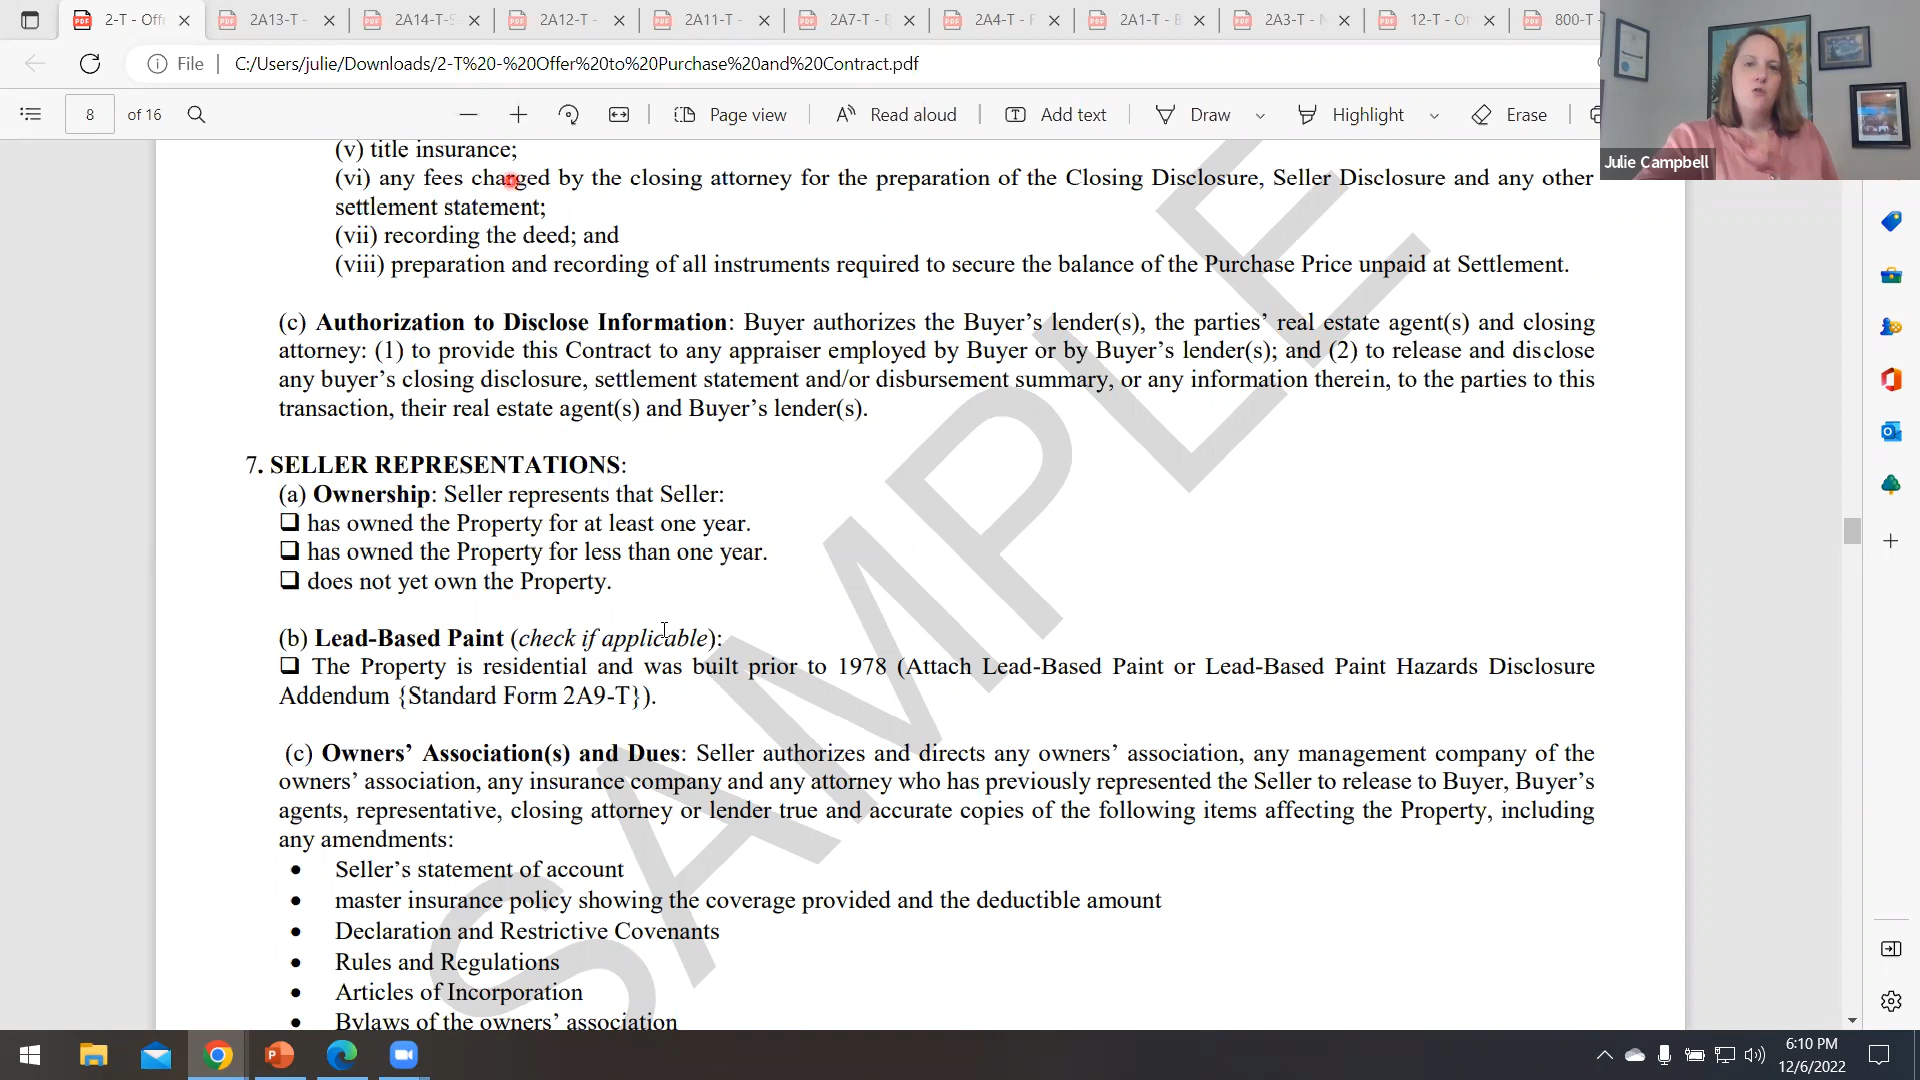 2-T - Off
2A13-T -
2A14-T-S
2A12-T -
2A11-T -
2A7-T - B
2A4-T - F
2A1-T - B
2A3-T - N
12-T - Of
800-T -
File
C:/Users/julie/Downloads/2-T%20-%20Offer%20to%20Purchase%20and%20Contract.pdf
8 of 16
Page view
Read aloud
Add text
Draw
Highlight
Erase
Julie Campbell
(v) title insurance;
(vi) any fees charged by the closing attorney for the preparation of the Closing Disclosure, Seller Disclosure and any other
settlement statement;
(vii) recording the deed; and
(viii) preparation and recording of all instruments required to secure the balance of the Purchase Price unpaid at Settlement.
(c) Authorization to Disclose Information: Buyer authorizes the Buyer’s lender(s), the parties’ real estate agent(s) and closing
attorney: (1) to provide this Contract to any appraiser employed by Buyer or by Buyer’s lender(s); and (2) to release and disclose
any buyer’s closing disclosure, settlement statement and/or disbursement summary, or any information therein, to the parties to this
transaction, their real estate agent(s) and Buyer’s lender(s).
7. SELLER REPRESENTATIONS:
(a) Ownership: Seller represents that Seller:
❑ has owned the Property for at least one year.
❑ has owned the Property for less than one year.
❑ does not yet own the Property.
(b) Lead-Based Paint (check if applicable):
❑ The Property is residential and was built prior to 1978 (Attach Lead-Based Paint or Lead-Based Paint Hazards Disclosure
Addendum {Standard Form 2A9-T}).
(c) Owners’ Association(s) and Dues: Seller authorizes and directs any owners’ association, any management company of the
owners’ association, any insurance company and any attorney who has previously represented the Seller to release to Buyer, Buyer’s
agents, representative, closing attorney or lender true and accurate copies of the following items affecting the Property, including
any amendments:
• Seller’s statement of account
• master insurance policy showing the coverage provided and the deductible amount
• Declaration and Restrictive Covenants
• Rules and Regulations
• Articles of Incorporation
• Bylaws of the owners’ association
SAMPLE
6:10 PM
12/6/2022